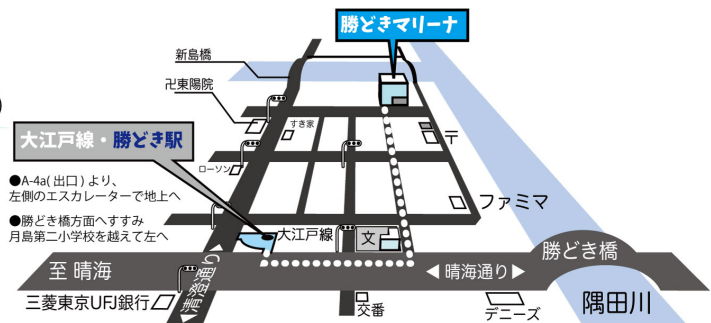 勝どきマリーナ
新島橋
卍東陽院
すき家
大江戸線・勝どき駅
〒
ローソン
●A-4a(出口)より、
左側のエスカレーターで地上へ
ファミマ
●勝どき橋方面へすすみ
月島第二小学校を越えて左へ
大江戸線
文
勝どき橋
至 晴海
清澄通り
◀晴海通り▶
三菱東京UFJ銀行
交番
デニーズ
隅田川